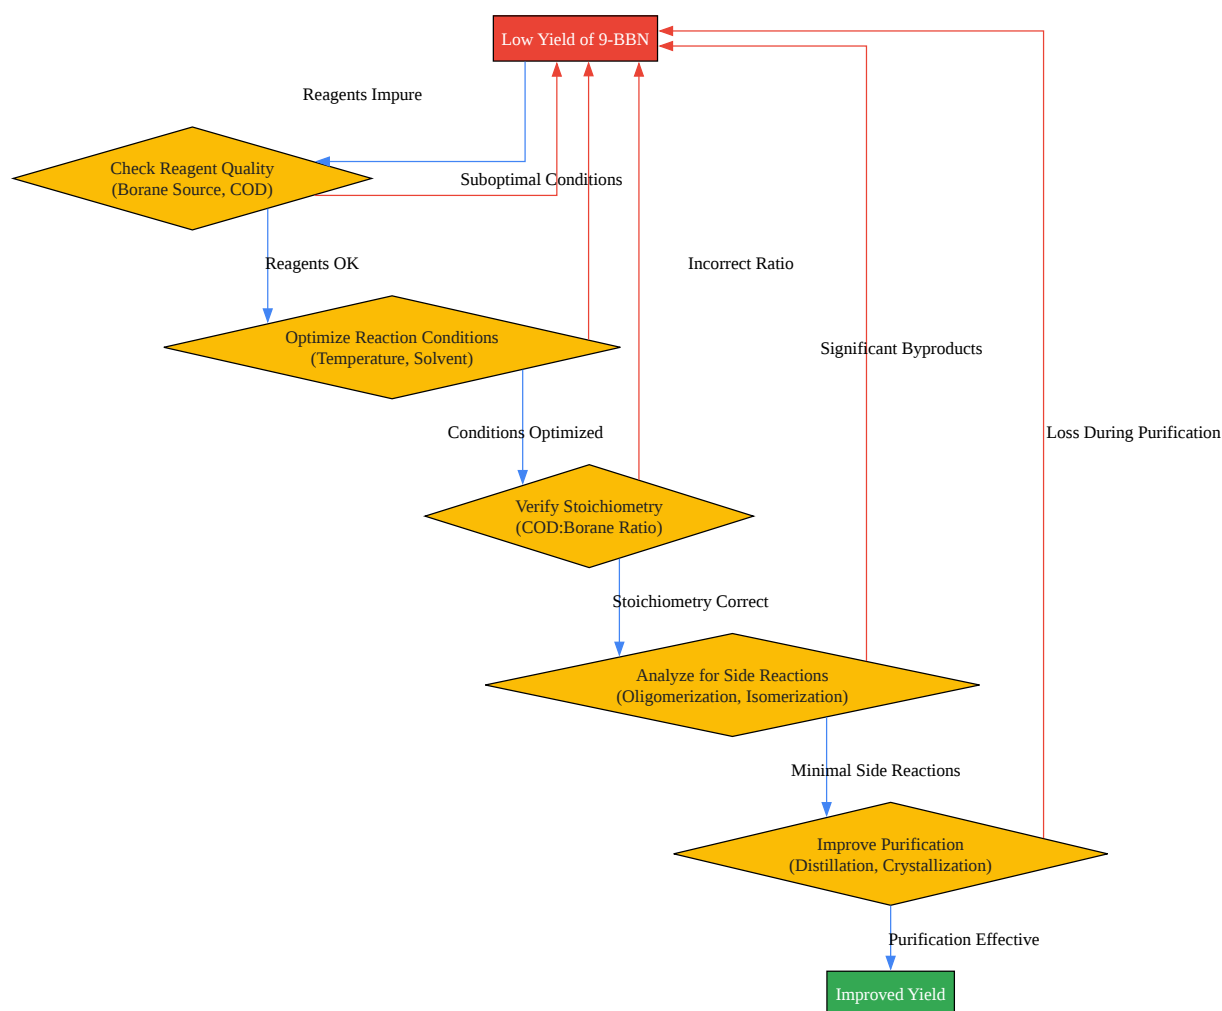 Low Yield of 9-BBN
Reagents Impure
Check Reagent Quality
(Borane Source, COD)
Suboptimal Conditions
Reagents OK
Incorrect Ratio
Optimize Reaction Conditions
(Temperature, Solvent)
Significant Byproducts
Conditions Optimized
Loss During Purification
Verify Stoichiometry
(COD:Borane Ratio)
Stoichiometry Correct
Analyze for Side Reactions
(Oligomerization, Isomerization)
Minimal Side Reactions
Improve Purification
(Distillation, Crystallization)
Purification Effective
Improved Yield